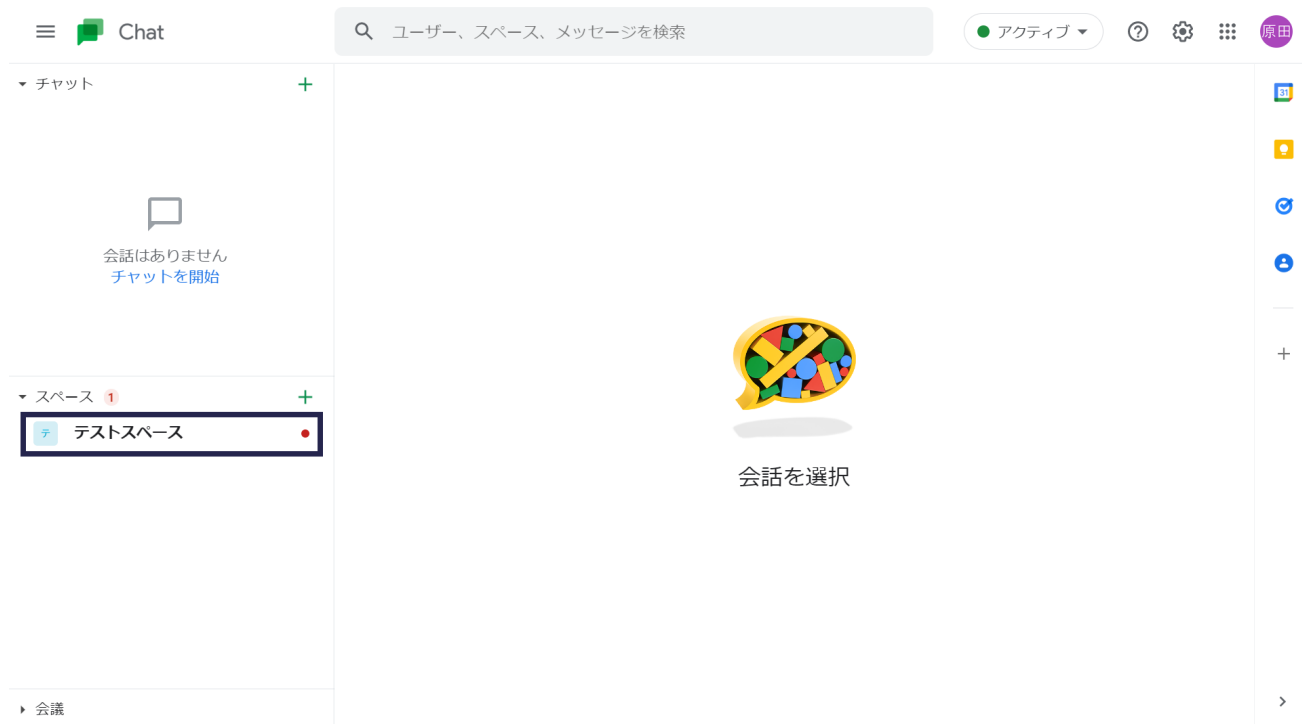 Chat
ユーザー、スペース、メッセージを検索
アクティブ
原田
チャット
31
会話はありません
チャットを開始
スペース 1
テ テストスペース
会話を選択
会議